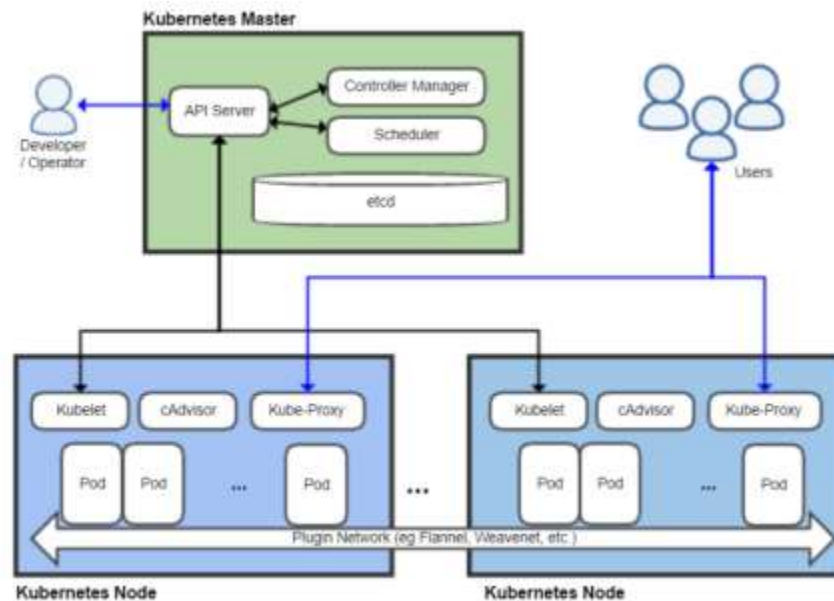 Kubernetes Master
API Server
Controller Manager
Scheduler
etcd
Developer
/ Operator
Users
Kubelet
cAdvisor
Kube-Proxy
Pod
Pod
...
Pod
...
Kubelet
cAdvisor
Kube-Proxy
Pod
Pod
...
Pod
Plugin Network (eg Flannel, Weavenet, etc )
Kubernetes Node
Kubernetes Node